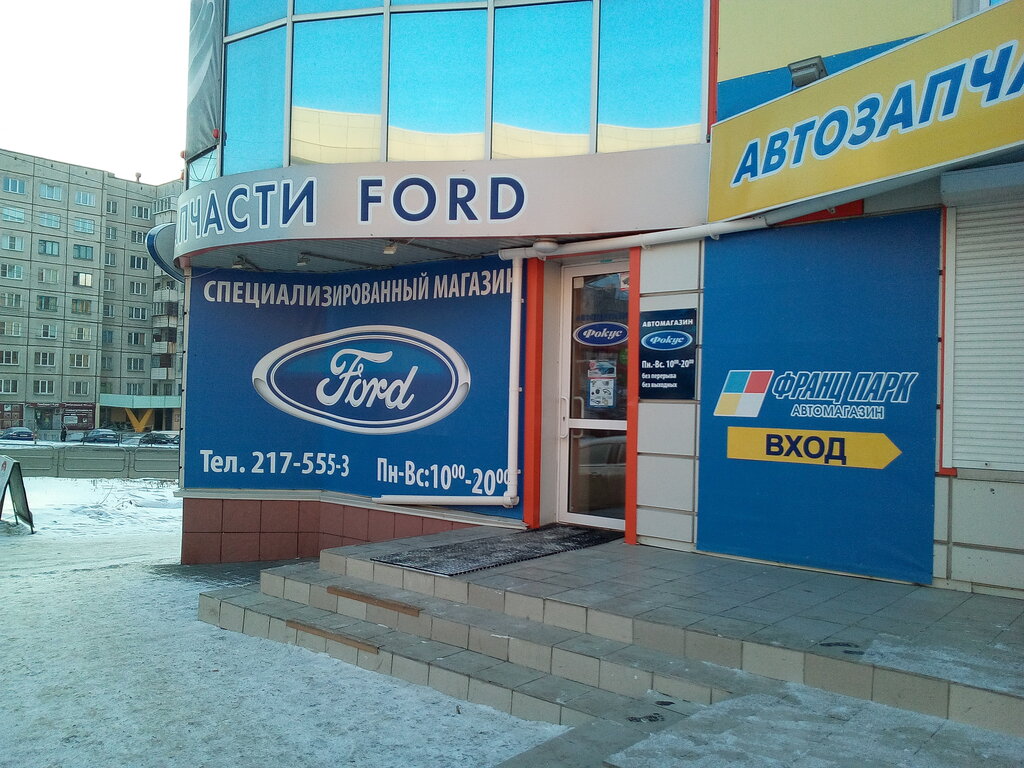 ПЧАСТИ FORD
АВТОЗАПЧА
СПЕЦИАЛИЗИРОВАННЫЙ МАГАЗИН
Ford
Тел. 217-555-3
Пн-Вс:10⁰⁰-20⁰⁰
Фокус
АВТОМАГАЗИН
Фокус
Пн.-Вс. 10⁰⁰-20⁰⁰
без перерыва
без выходных
ФРАНЦ ПАРК
АВТОМАГАЗИН
ВХОД